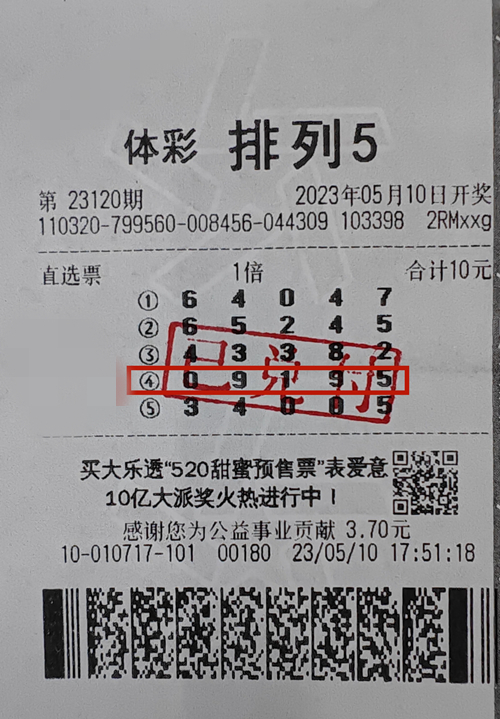 体彩 排列5
第 23120期 2023年05月10日开奖
110320-799560-008456-044309 103398 2RMxxg
直选票 1倍 合计10元
① 6 4 0 4 7
② 6 5 2 4 5
③ 4 3 3 8 2
④ 0 9 1 9 5
⑤ 3 4 0 0 5
已兑付
买大乐透“520甜蜜预售票”表爱意
10亿大派奖火热进行中！
感谢您为公益事业贡献 3.70元
10-010717-101 00180 23/05/10 17:51:18